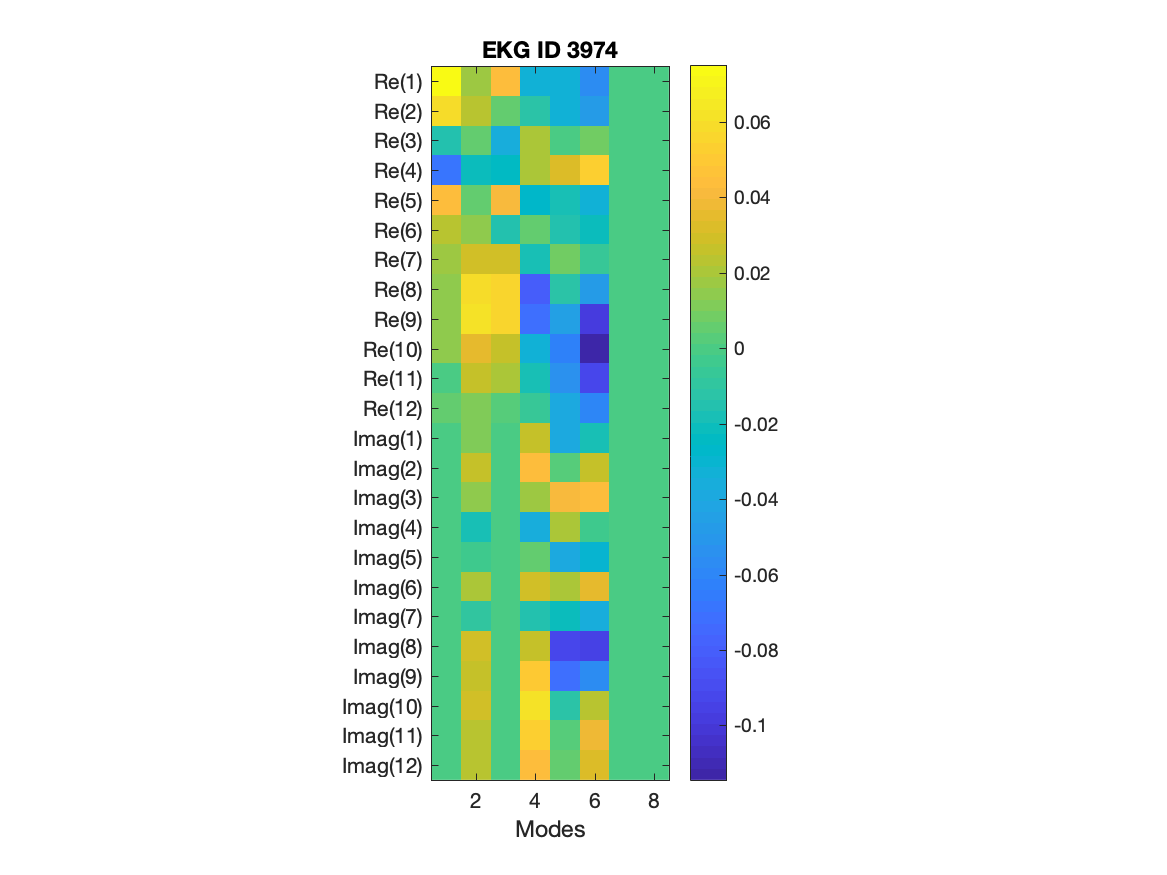 EKG ID 3974
Re(1)
Re(2)
Re(3)
Re(4)
Re(5)
Re(6)
Re(7)
Re(8)
Re(9)
Re(10)
Re(11)
Re(12)
Imag(1)
Imag(2)
Imag(3)
Imag(4)
Imag(5)
Imag(6)
Imag(7)
Imag(8)
Imag(9)
Imag(10)
Imag(11)
Imag(12)
2 4 6 8
Modes
0.06
0.04
0.02
0
-0.02
-0.04
-0.06
-0.08
-0.1